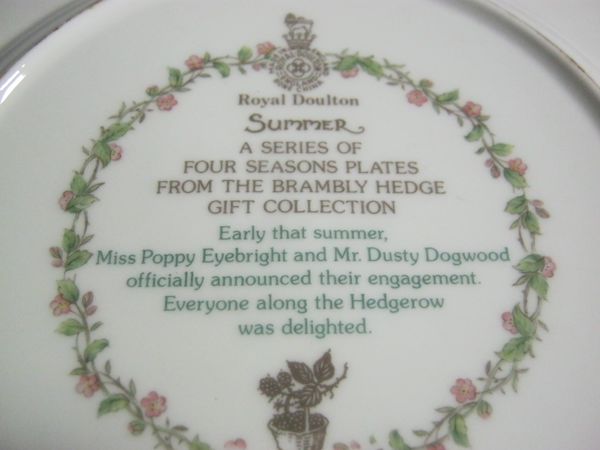 Royal Doulton
Summer
A SERIES OF
FOUR SEASONS PLATES
FROM THE BRAMBLY HEDGE
GIFT COLLECTION
Early that summer,
Miss Poppy Eyebright and Mr. Dusty Dogwood
officially announced their engagement.
Everyone along the Hedgerow
was delighted.